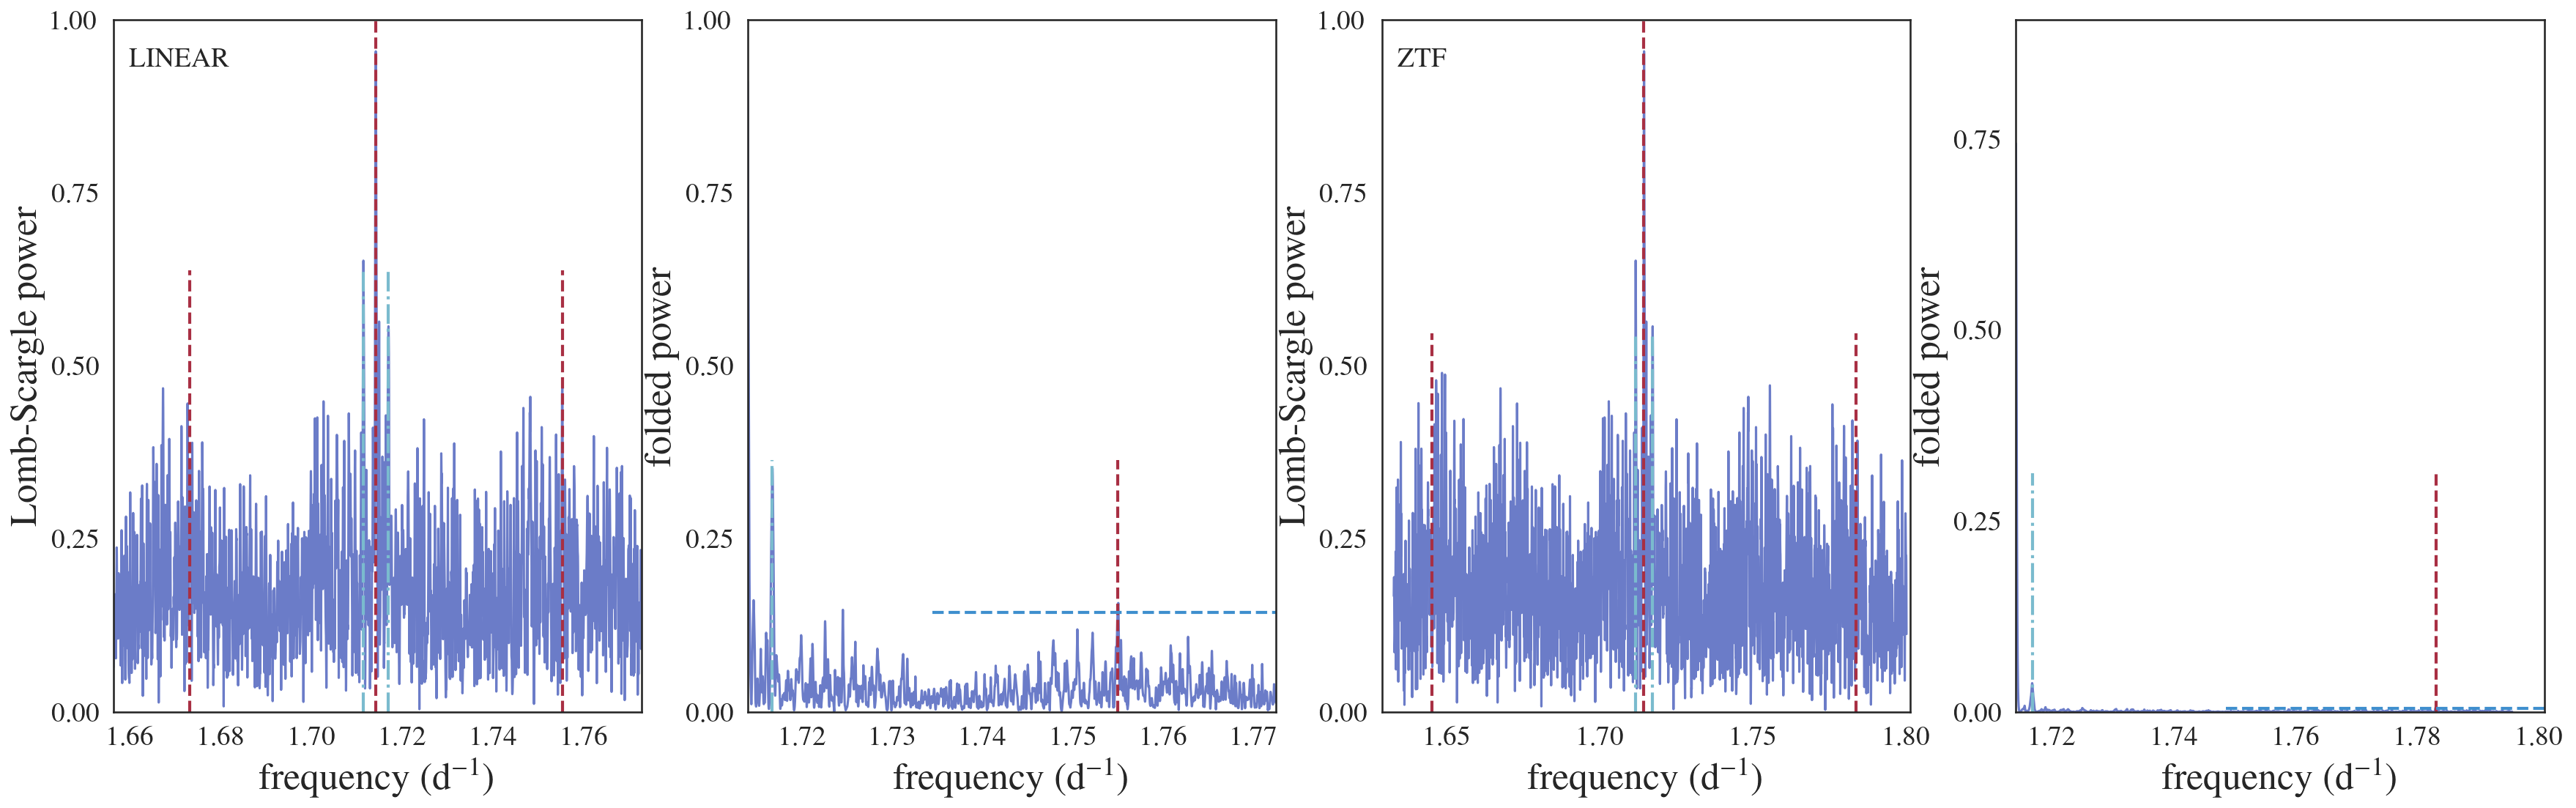 LINEAR
Lomb-Scargle power
1.00
0.75
0.50
0.25
0.00
1.66 1.68 1.70 1.72 1.74 1.76
frequency (d−1)
folded power
1.00
0.75
0.50
0.25
0.00
1.72 1.73 1.74 1.75 1.76 1.77
frequency (d−1)
ZTF
Lomb-Scargle power
1.00
0.75
0.50
0.25
0.00
1.65 1.70 1.75 1.80
frequency (d−1)
folded power
0.75
0.50
0.25
0.00
1.72 1.74 1.76 1.78 1.80
frequency (d−1)